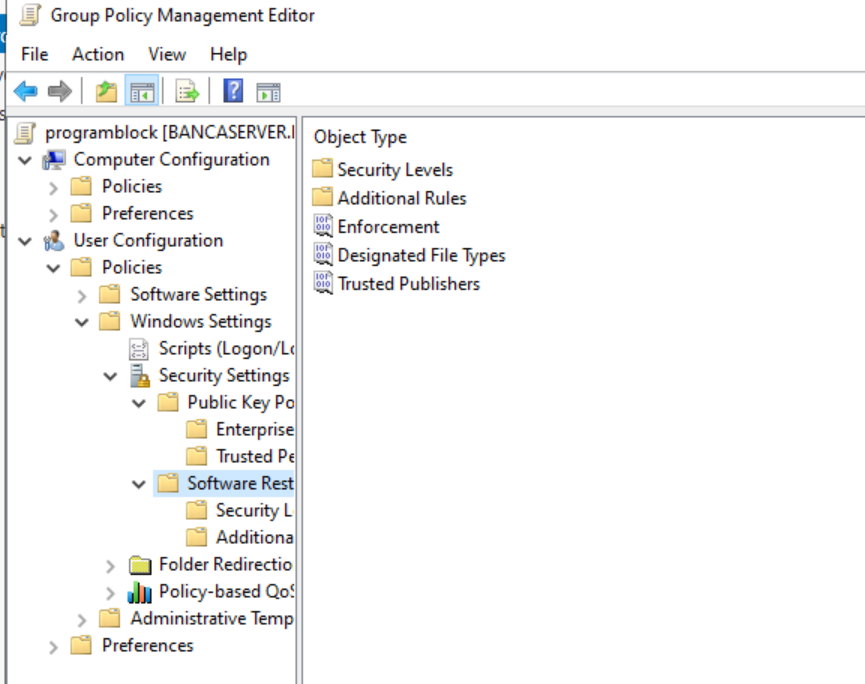 Group Policy Management Editor
File Action View Help
programblock [BANCASERVER.
Computer Configuration
Policies
Preferences
User Configuration
Policies
Software Settings
Windows Settings
Scripts (Logon/Lo
Security Settings
Public Key Po
Enterprise
Trusted Pe
Software Rest
Security L
Additiona
Folder Redirectio
Policy-based QoS
Administrative Temp
Preferences
Object Type
Security Levels
Additional Rules
Enforcement
Designated File Types
Trusted Publishers